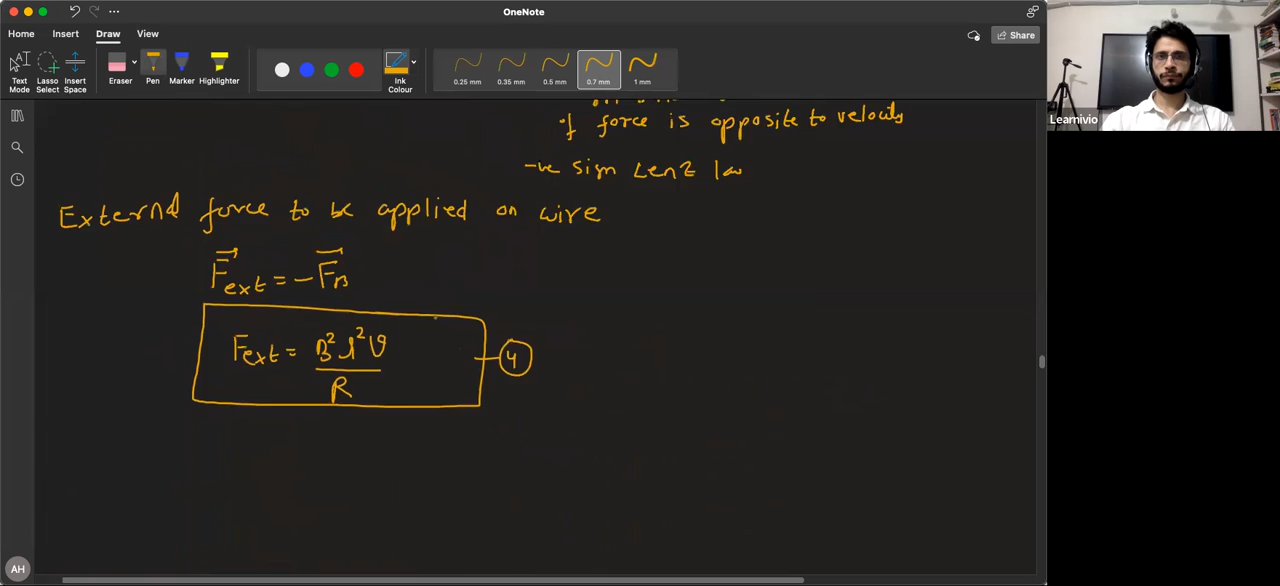 OneNote
Home Insert Draw View
Share
Text Mode Lasso Select Insert Space Eraser Pen Marker Highlighter Ink Colour 0.25 mm 0.35 mm 0.5 mm 0.7 mm 1 mm
Learnivio
of force is opposite to velocity
-ve sign Lenz law
External force to be applied on wire
F⃗ext = -F⃗B
Fext = B²l²v / R
4
AH